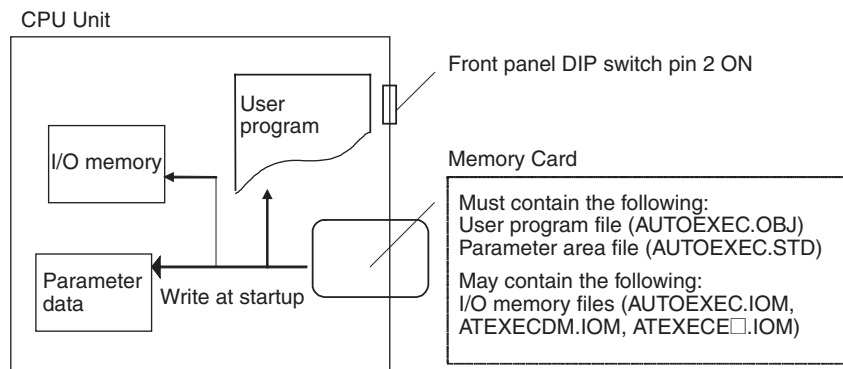 CPU Unit
Front panel DIP switch pin 2 ON
User
program
I/O memory
Memory Card
Must contain the following:
User program file (AUTOEXEC.OBJ)
Parameter area file (AUTOEXEC.STD)
May contain the following:
I/O memory files (AUTOEXEC.IOM,
ATEXECDM.IOM, ATEXECE□.IOM)
Parameter
data
Write at startup